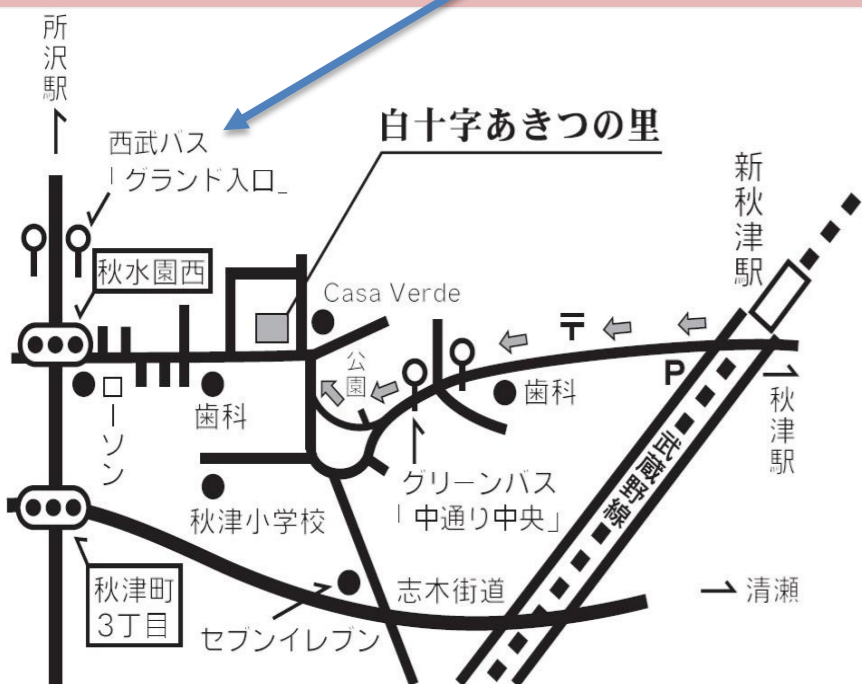 所沢駅
西武バス
「グランド入口」
白十字あきつの里
新秋津駅
秋水園西
Casa Verde
〒
公園
P
ローソン
歯科
歯科
秋津駅
武蔵野線
グリーンバス
「中通り中央」
秋津小学校
秋津町
3丁目
セブンイレブン
志木街道
清瀬